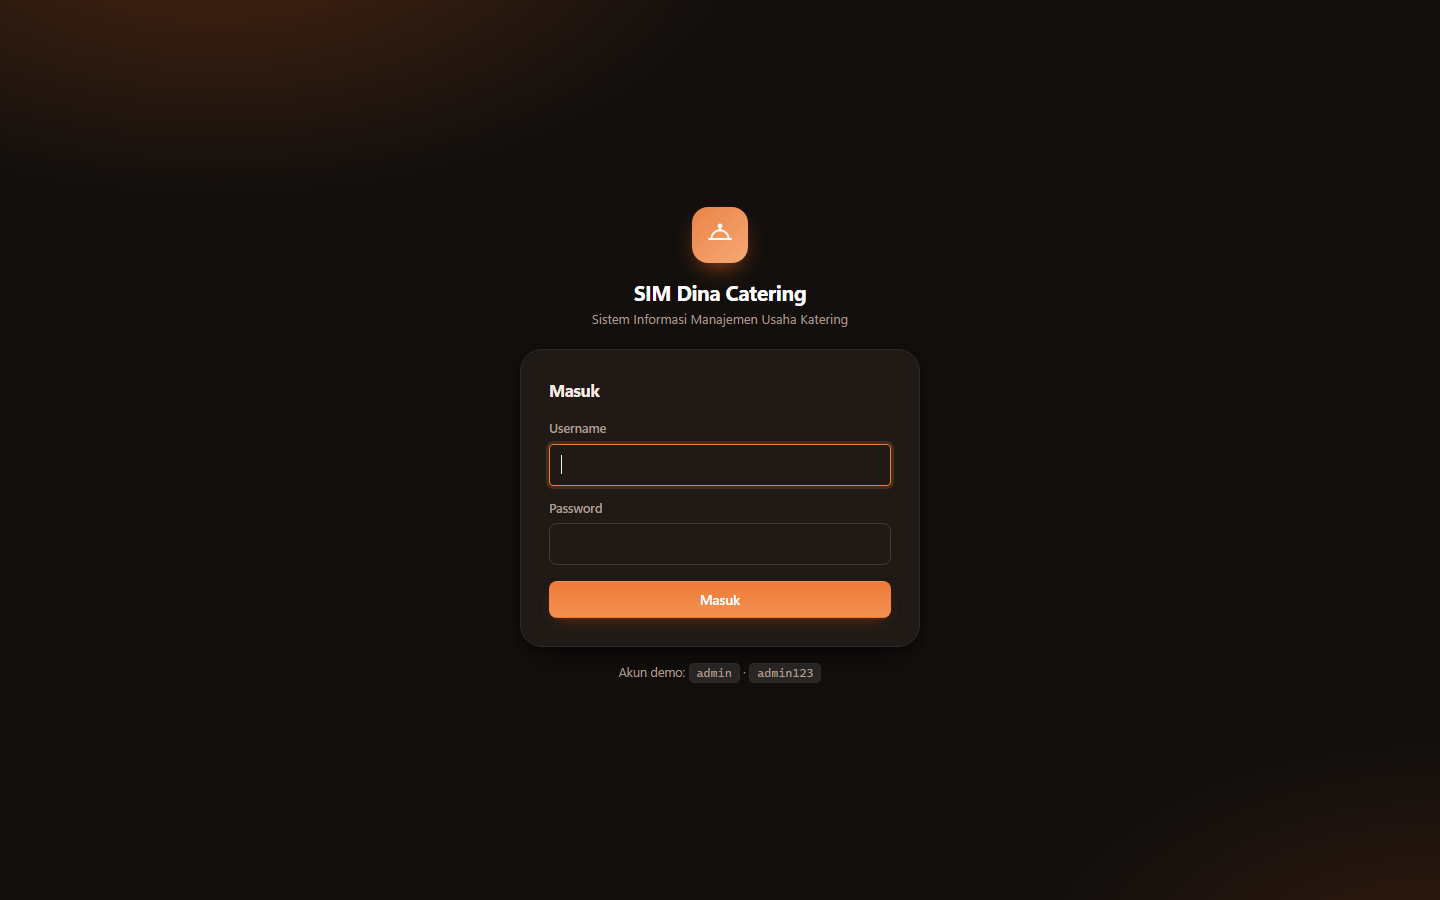 SIM Dina Catering
Sistem Informasi Manajemen Usaha Katering
Masuk
Username
Password
Masuk
Akun demo: admin · admin123